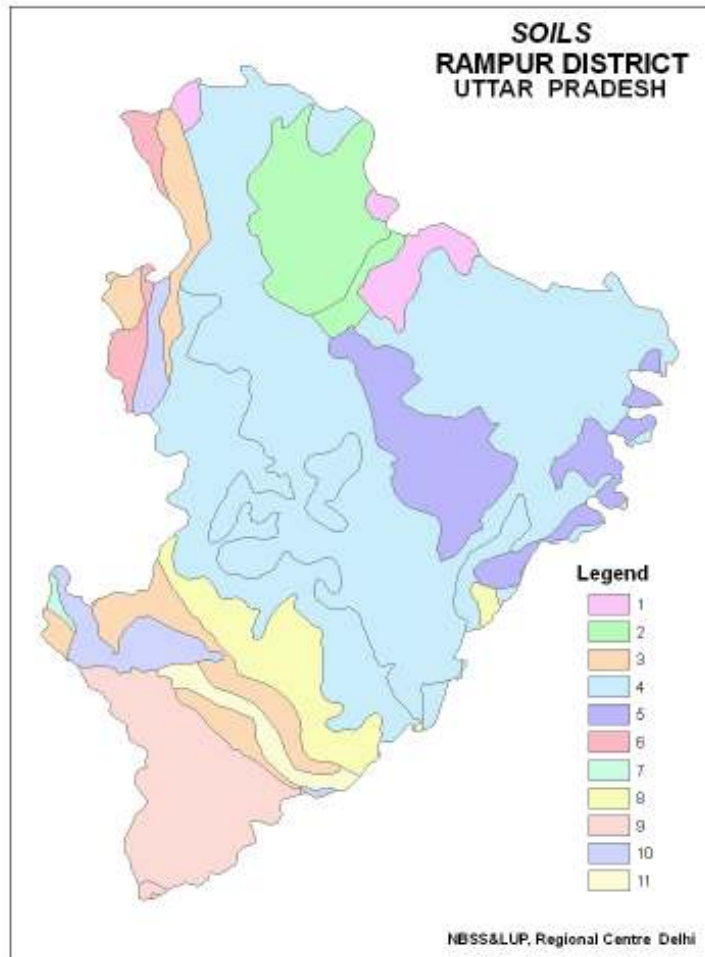 SOILS
RAMPUR DISTRICT
UTTAR PRADESH
Legend
1
2
3
4
5
6
7
8
9
10
11
NBSS&LUP, Regional Centre Delhi